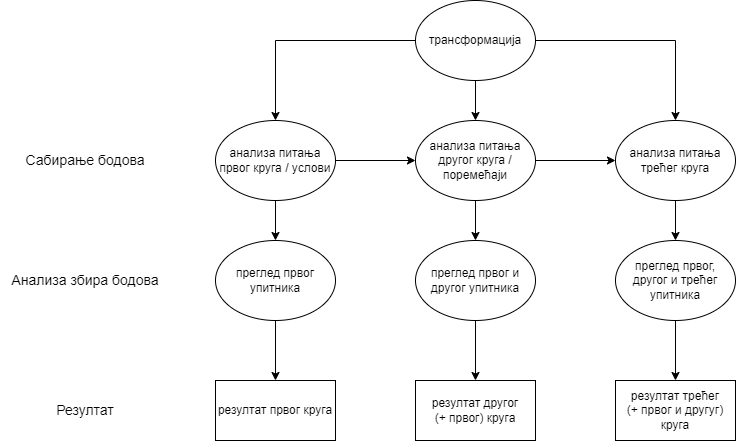 трансформација
Сабирање бодова
анализа питања
првог круга / услови
анализа питања
другог круга /
поремећаји
анализа питања
трећег круга
Анализа збира бодова
преглед првог
упитника
преглед првог и
другог упитника
преглед првог,
другог и трећег
упитника
Резултат
резултат првог круга
резултат другог
(+ првог) круга
резултат трећег
(+ првог и другуг)
круга